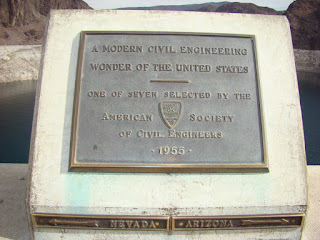 A MODERN CIVIL ENGINEERING
WONDER OF THE UNITED STATES
ONE OF SEVEN SELECTED BY THE
AMERICAN SOCIETY
OF CIVIL ENGINEERS
· 1955 ·
NEVADA ARIZONA